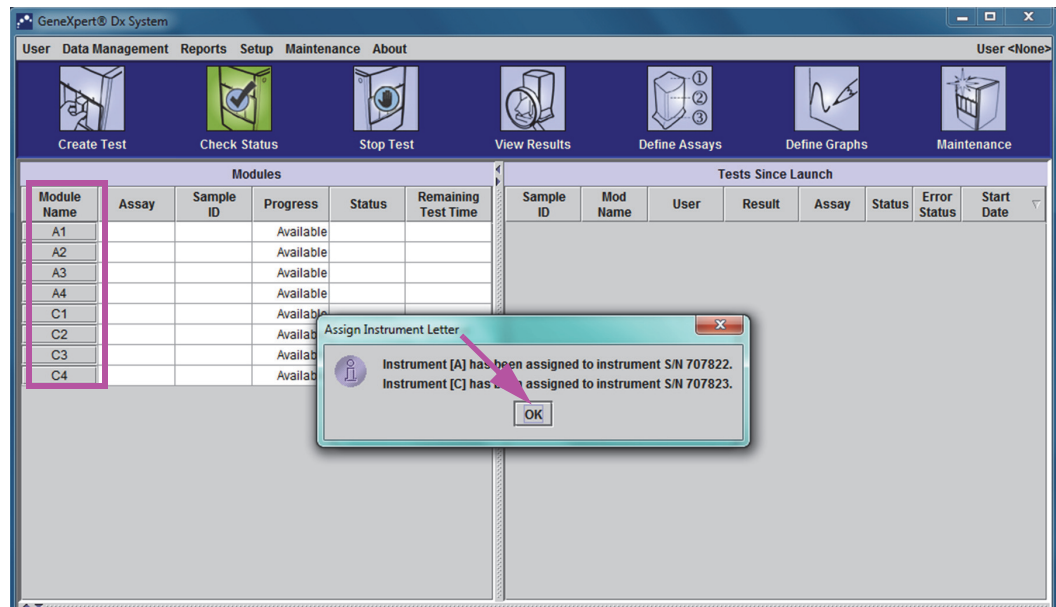 GeneXpert® Dx System
User Data Management Reports Setup Maintenance About User <None>
Create Test Check Status Stop Test View Results Define Assays Define Graphs Maintenance
Modules
Module Name Assay Sample ID Progress Status Remaining Test Time
A1 Available
A2 Available
A3 Available
A4 Available
C1 Available
C2 Availab
C3 Availab
C4 Availab
Tests Since Launch
Sample ID Mod Name User Result Assay Status Error Status Start Date
Assign Instrument Letter
Instrument [A] has been assigned to instrument S/N 707822.
Instrument [C] has been assigned to instrument S/N 707823.
OK